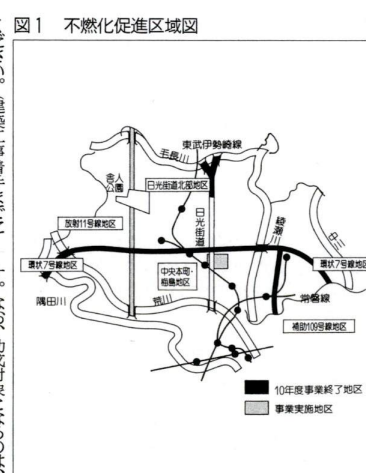 図1 不燃化促進区域図
東武伊勢崎線
毛長川
舎人
公園
日光街道北部地区
日光街道
放射11号線地区
綾瀬川
中川
環状7号線地区
中央本町・
梅島地区
環状7号線地区
隅田川
荒川
常磐線
補助109号線地区
10年度事業終了地区
事業実施地区